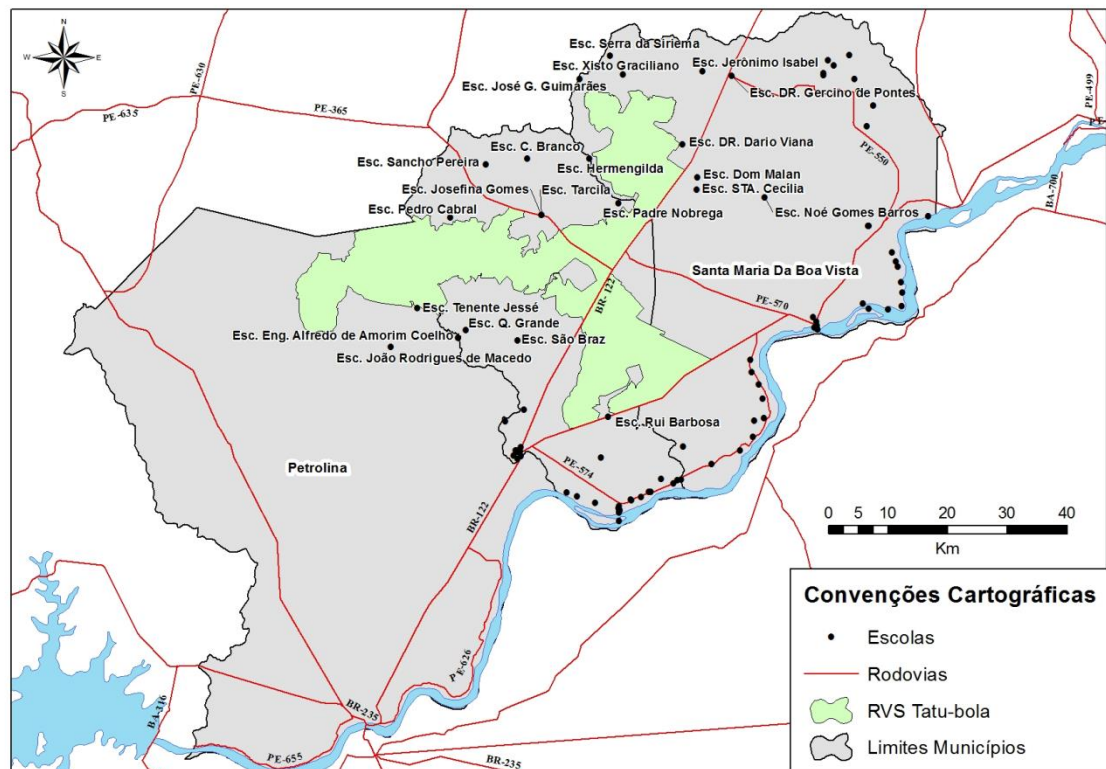 N
W
E
S
PE-630
PE-635
PE-365
PE-499
PE-
BA-700
Esc. Serra da Siriema
Esc. Xisto Graciliano
Esc. Jerônimo Isabel
Esc. José G. Guimarães
Esc. DR. Gercino de Pontes
PE-550
Esc. C. Branco
Esc. DR. Dario Viana
Esc. Sancho Pereira
Esc. Hermengilda
Esc. Dom Malan
Esc. Josefina Gomes
Esc. Tarcila
Esc. STA. Cecilia
Esc. Pedro Cabral
Esc. Padre Nobrega
Esc. Noé Gomes Barros
Santa Maria Da Boa Vista
BR-122
PE-570
Esc. Tenente Jessé
Esc. Q. Grande
Esc. Eng. Alfredo de Amorim Coelho
Esc. São Braz
Esc. João Rodrigues de Macedo
Esc. Rui Barbosa
Petrolina
PE-574
BR-122
0 5 10 20 30 40
Km
PE-626
BA-316
BR-235
PE-655
BR-235
Convenções Cartográficas
Escolas
Rodovias
RVS Tatu-bola
Limites Municípios